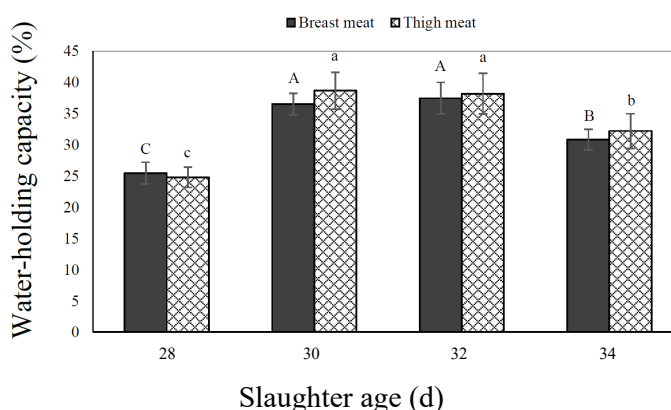 Breast meat Thigh meat
Water-holding capacity (%)
45
40
35
30
25
20
15
10
5
0
C c A a A a B b
28 30 32 34
Slaughter age (d)